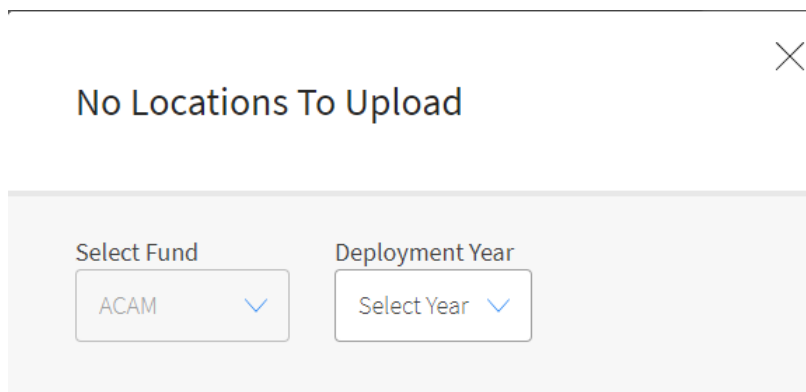 No Locations To Upload
Select Fund Deployment Year
ACAM Select Year